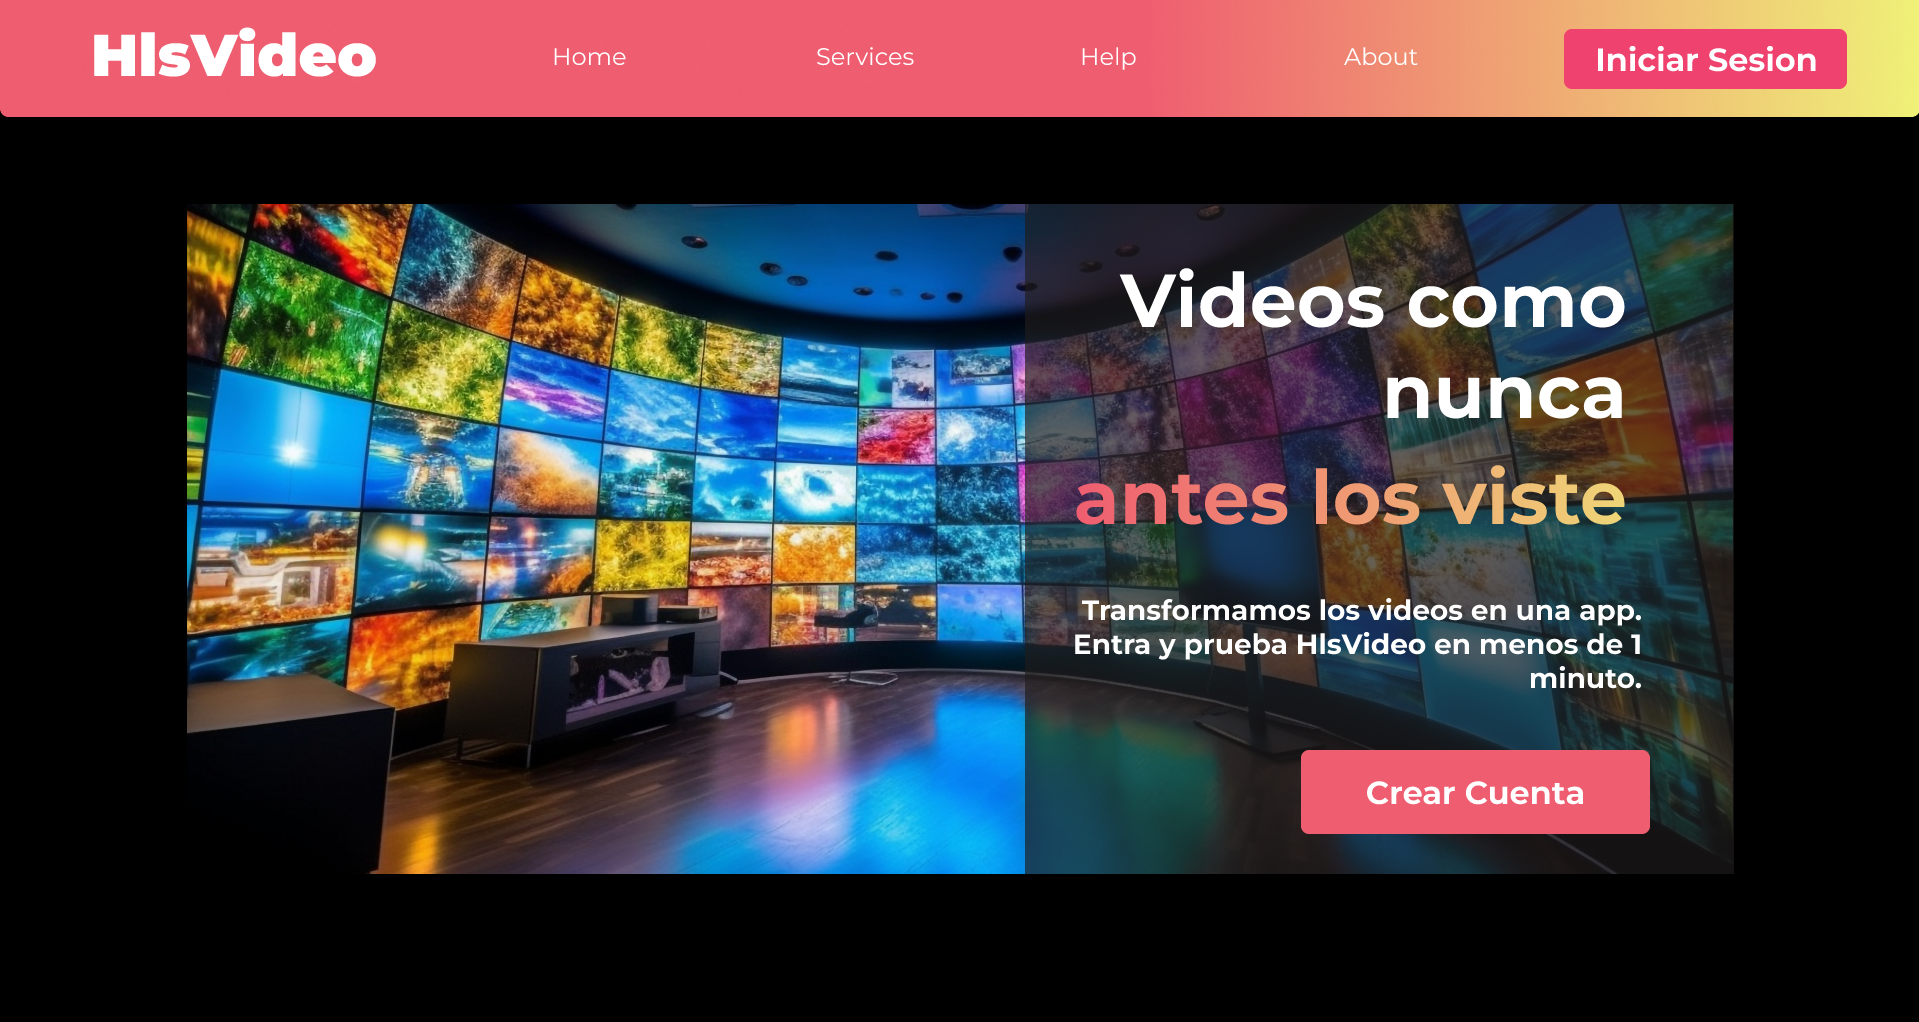 HlsVideo
Home
Services
Help
About
Iniciar Sesion
Videos como
nunca
antes los viste
Transformamos los videos en una app.
Entra y prueba HlsVideo en menos de 1
minuto.
Crear Cuenta